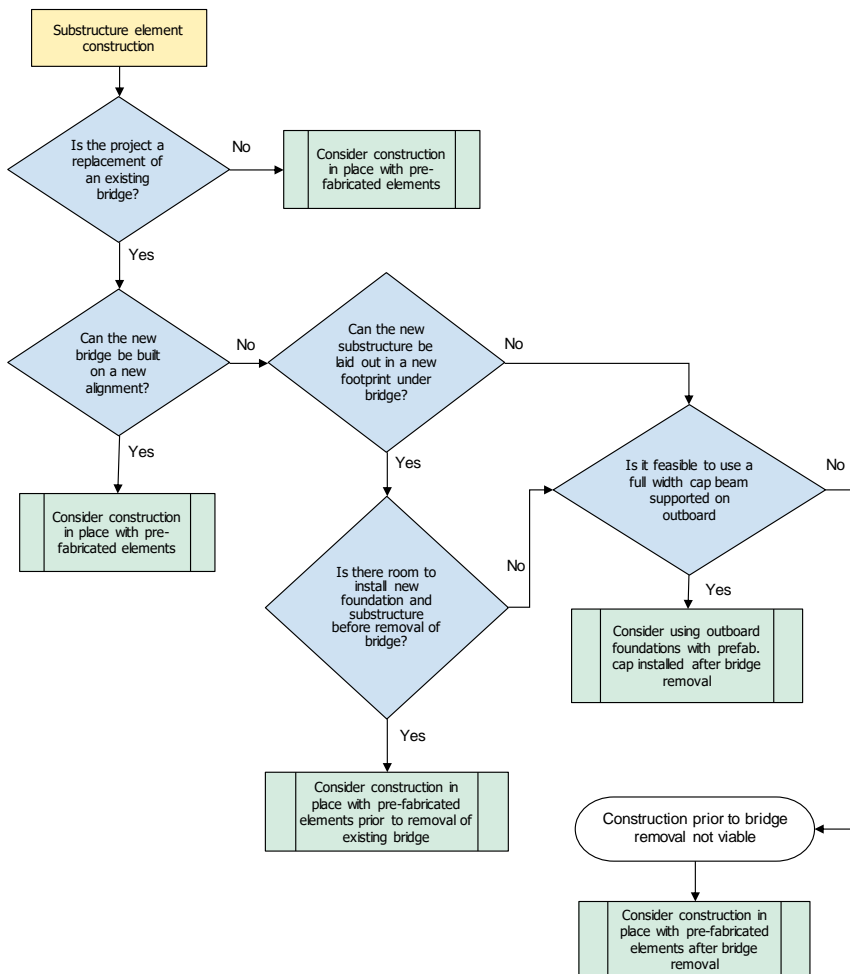 Substructure element
construction
Is the project a
replacement of
an existing
bridge?
No
Consider construction
in place with pre-
fabricated elements
Yes
Can the new
bridge be built
on a new
alignment?
No
Can the new
substructure be
laid out in a new
footprint under
bridge?
No
Yes
Consider construction
in place with pre-
fabricated elements
Yes
Is it feasible to use a
full width cap beam
supported on
outboard
No
Is there room to
install new
foundation and
substructure
before removal of
bridge?
No
Yes
Consider using outboard
foundations with prefab.
cap installed after bridge
removal
Yes
Consider construction in
place with pre-fabricated
elements prior to removal of
existing bridge
Construction prior to bridge
removal not viable
Consider construction in
place with pre-fabricated
elements after bridge
removal